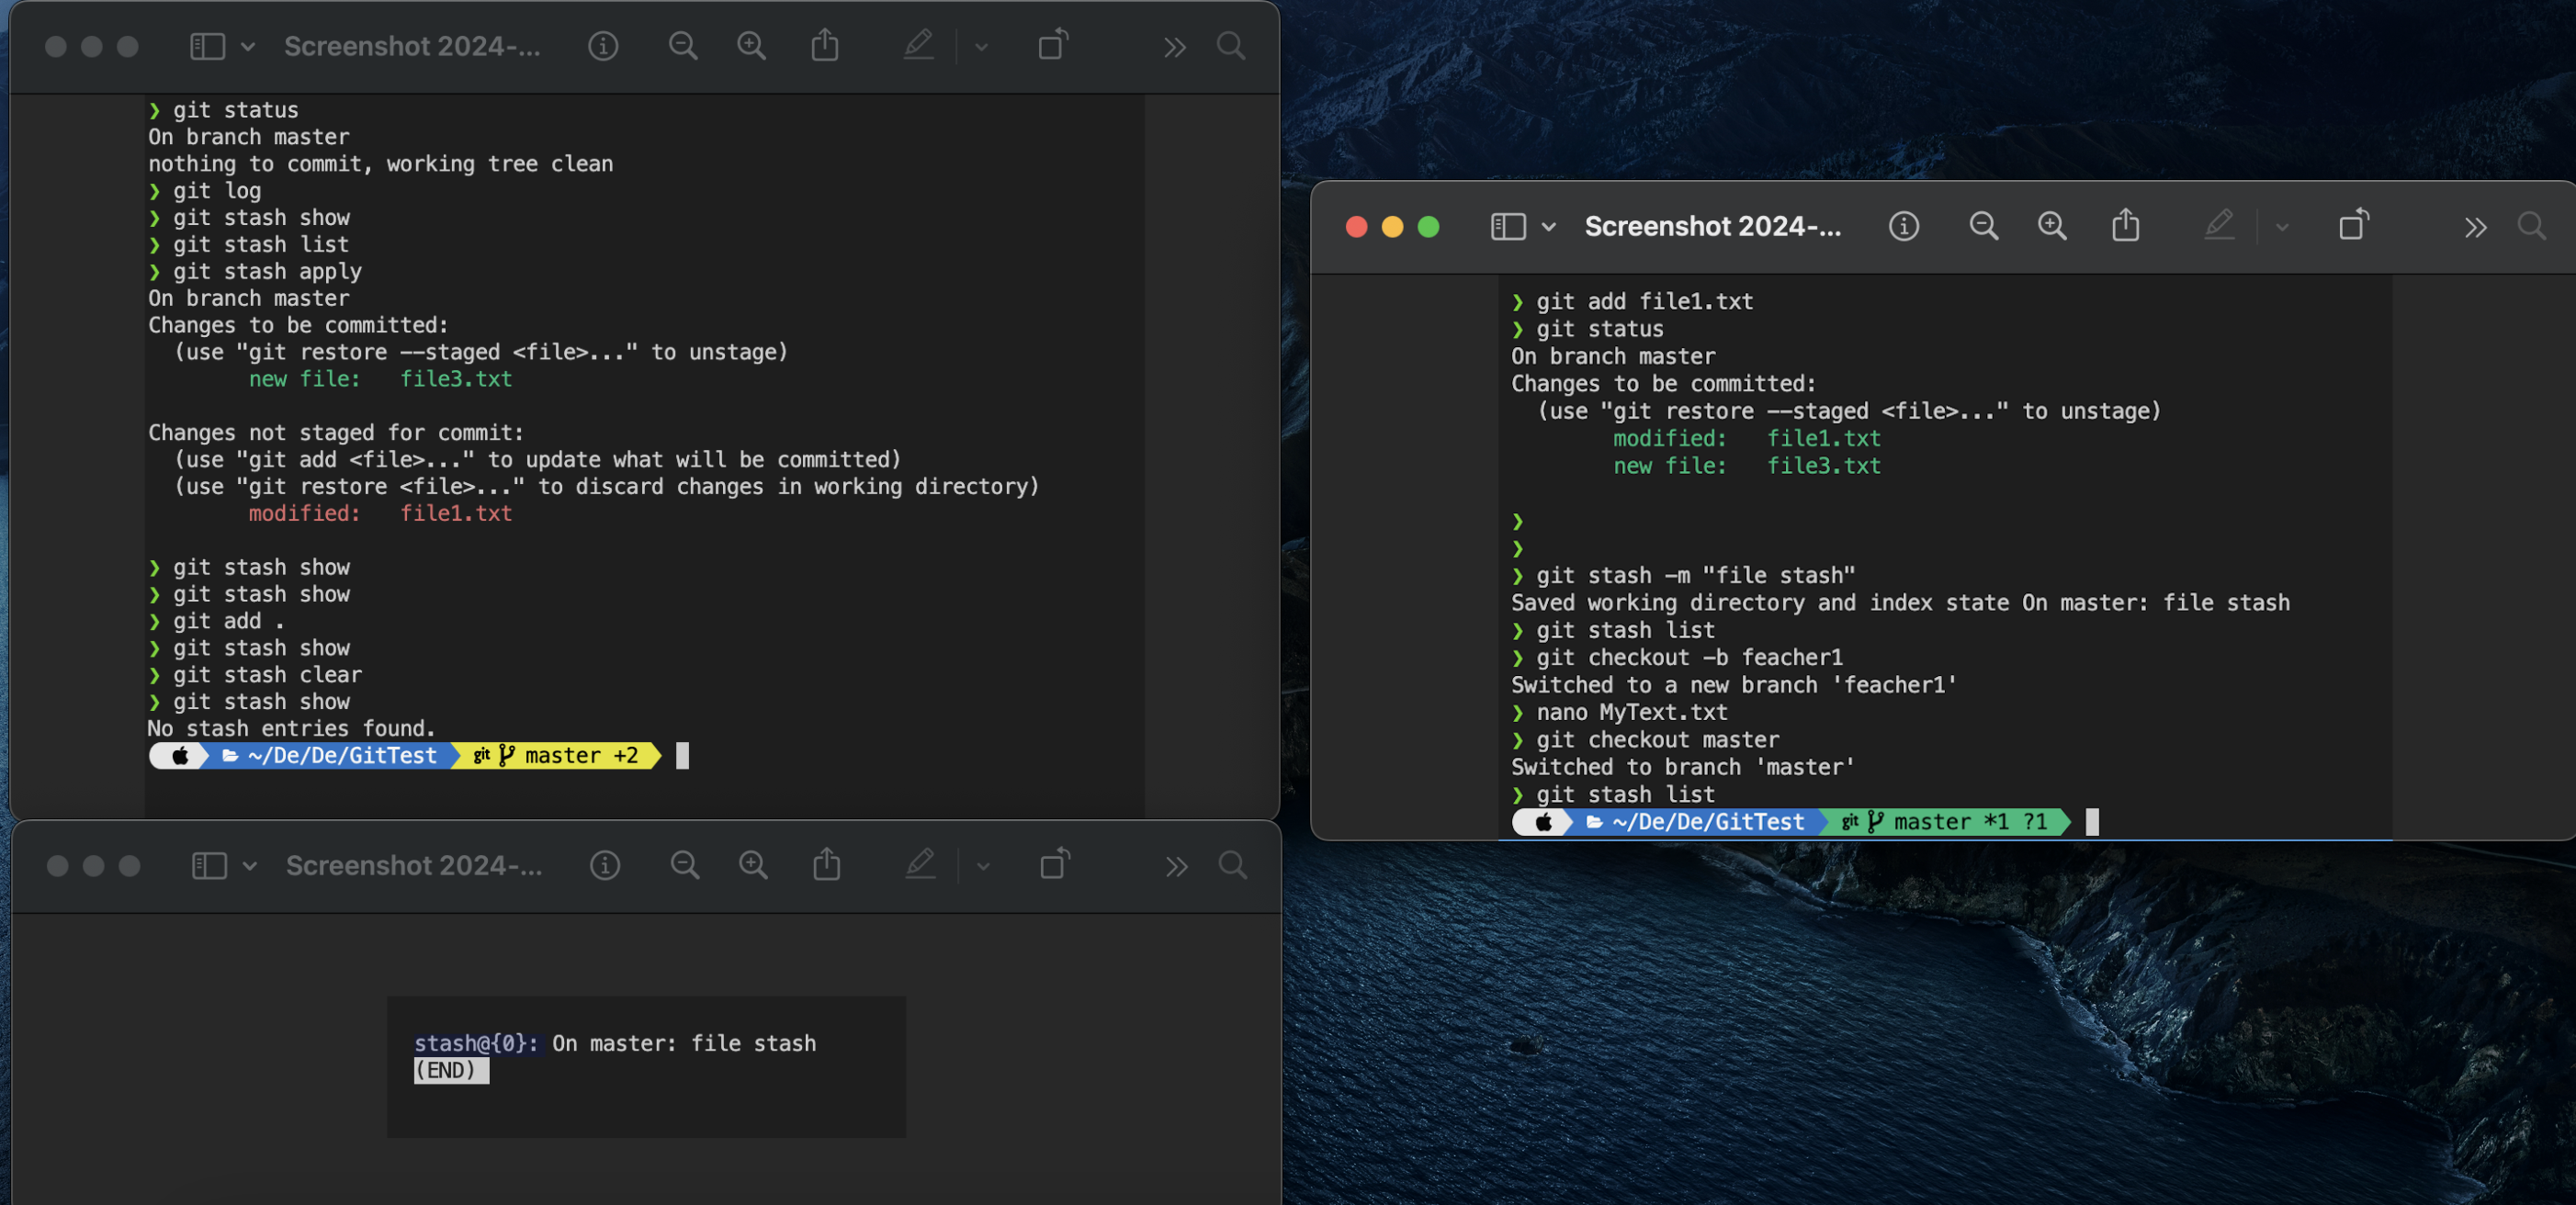 Screenshot 2024-...
❯ git status
On branch master
nothing to commit, working tree clean
❯ git log
❯ git stash show
❯ git stash list
❯ git stash apply
On branch master
Changes to be committed:
  (use "git restore --staged <file>..." to unstage)
        new file:   file3.txt
Changes not staged for commit:
  (use "git add <file>..." to update what will be committed)
  (use "git restore <file>..." to discard changes in working directory)
        modified:   file1.txt
❯ git stash show
❯ git stash show
❯ git add .
❯ git stash show
❯ git stash clear
❯ git stash show
No stash entries found.
~/De/De/GitTest git master +2
Screenshot 2024-...
❯ git add file1.txt
❯ git status
On branch master
Changes to be committed:
  (use "git restore --staged <file>..." to unstage)
        modified:   file1.txt
        new file:   file3.txt
❯
❯
❯ git stash -m "file stash"
Saved working directory and index state On master: file stash
❯ git stash list
❯ git checkout -b feacher1
Switched to a new branch 'feacher1'
❯ nano MyText.txt
❯ git checkout master
Switched to branch 'master'
❯ git stash list
~/De/De/GitTest git master *1 ?1
Screenshot 2024-...
stash@{0}: On master: file stash
(END)